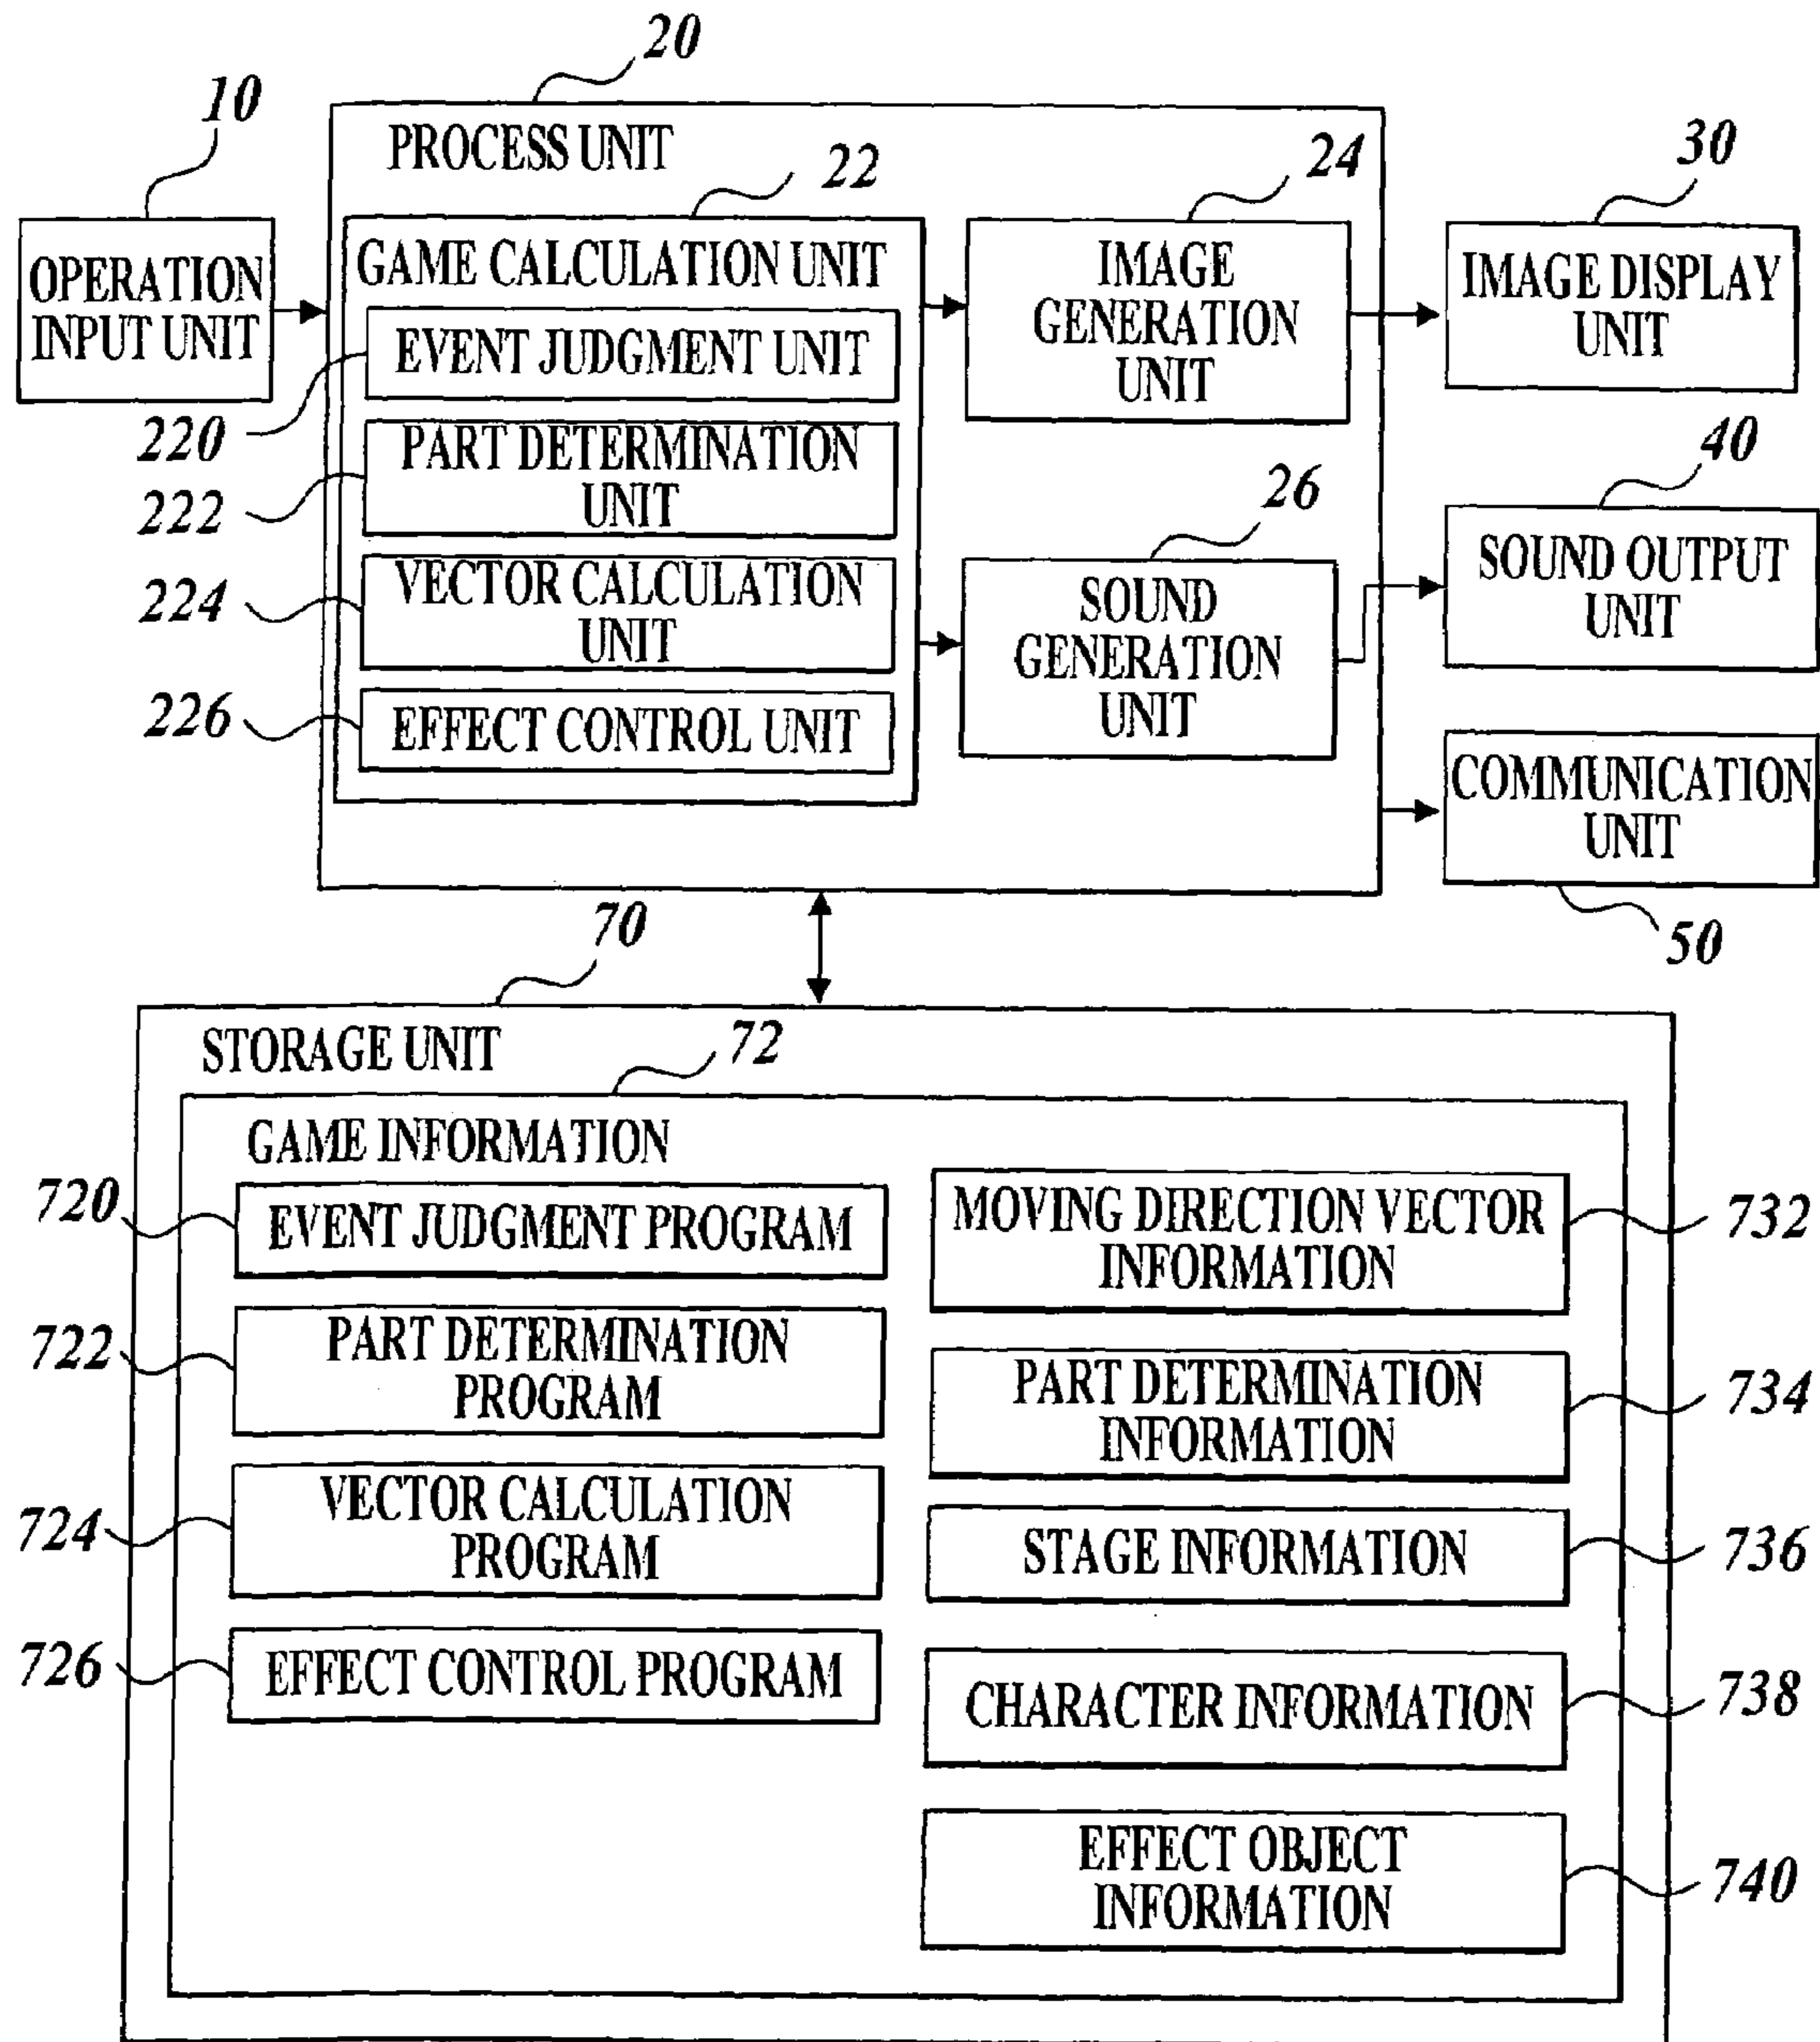 20
10
PROCESS UNIT
22
24
30
OPERATION
INPUT UNIT
GAME CALCULATION UNIT
EVENT JUDGMENT UNIT
220
PART DETERMINATION
UNIT
222
VECTOR CALCULATION
UNIT
224
EFFECT CONTROL UNIT
226
IMAGE
GENERATION
UNIT
26
SOUND
GENERATION
UNIT
IMAGE DISPLAY
UNIT
40
SOUND OUTPUT
UNIT
COMMUNICATION
UNIT
50
70
STORAGE UNIT
72
GAME INFORMATION
720
EVENT JUDGMENT PROGRAM
722
PART DETERMINATION
PROGRAM
724
VECTOR CALCULATION
PROGRAM
726
EFFECT CONTROL PROGRAM
MOVING DIRECTION VECTOR
INFORMATION
732
PART DETERMINATION
INFORMATION
734
STAGE INFORMATION
736
CHARACTER INFORMATION
738
EFFECT OBJECT
INFORMATION
740